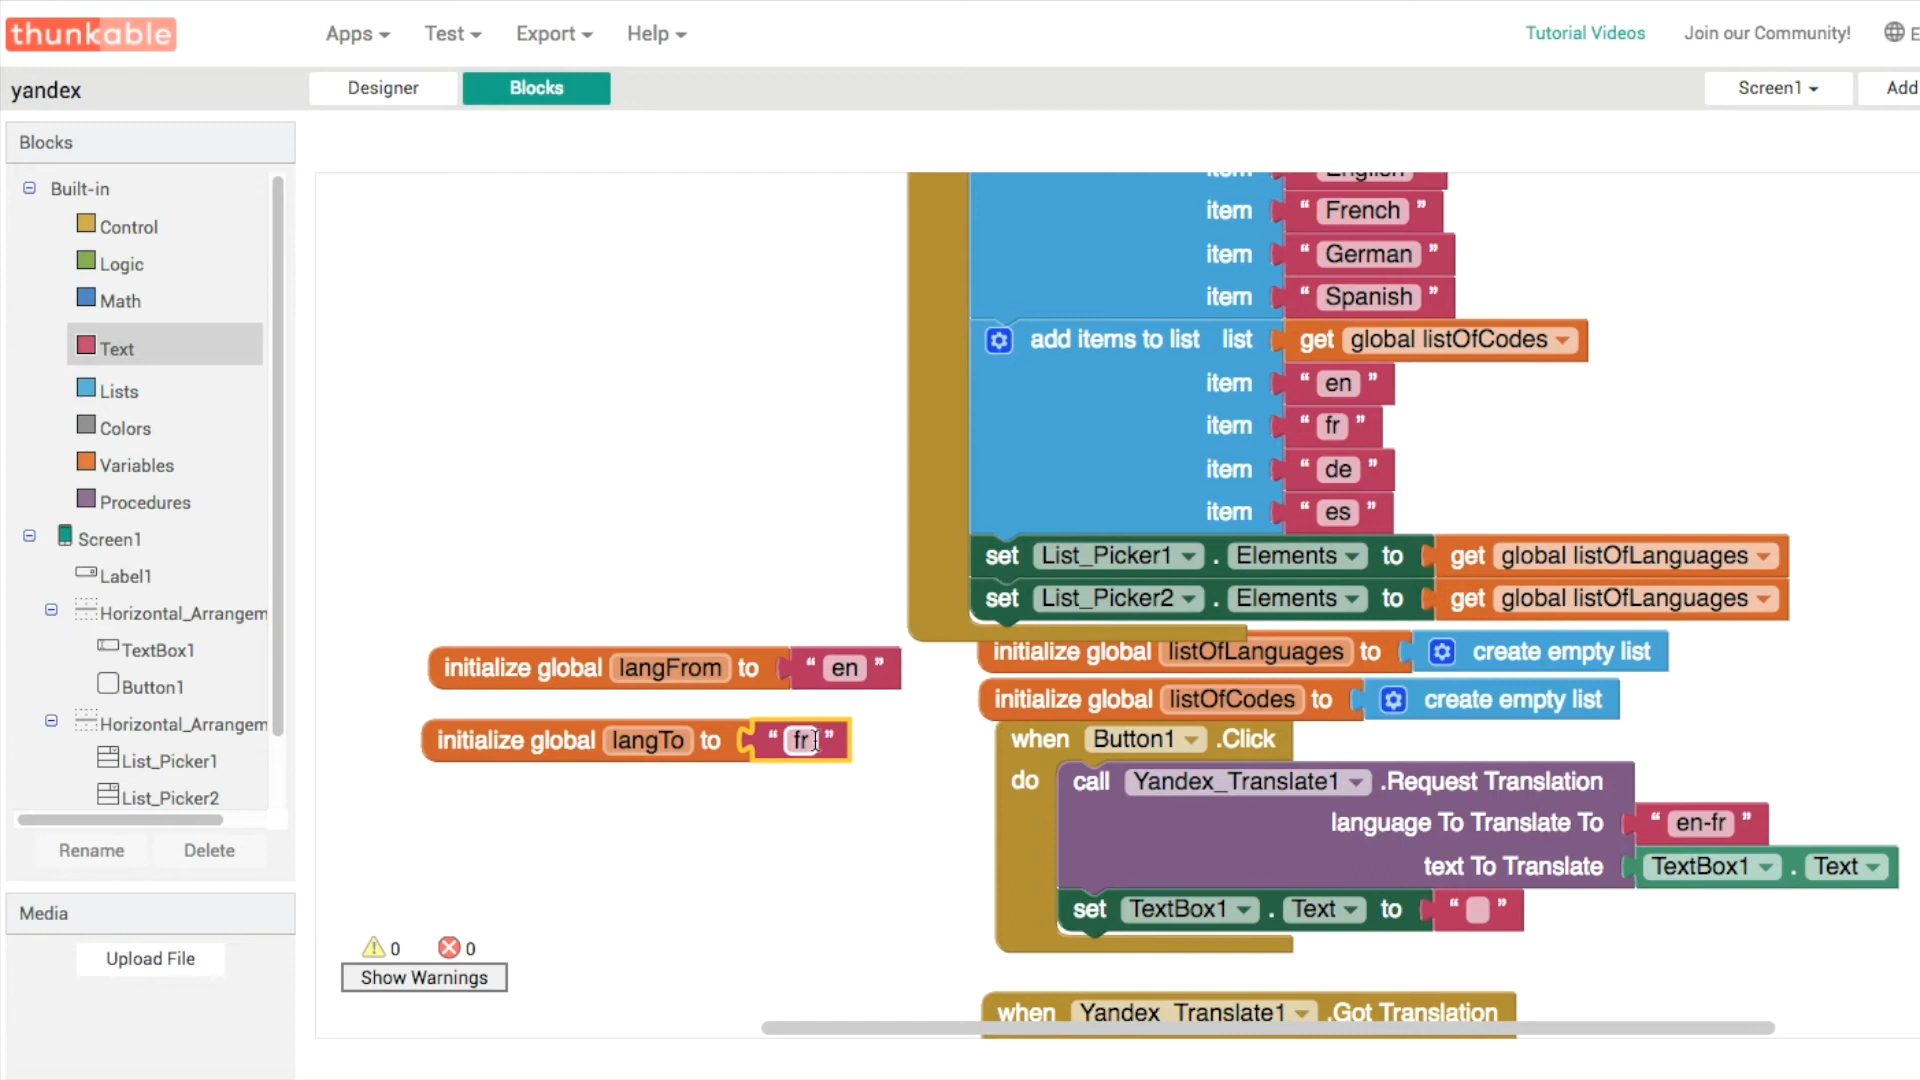 thunkable
Apps Test Export Help
Tutorial Videos Join our Community! E
yandex
Designer Blocks
Screen1 Add
Blocks
Built-in
Control
Logic
Math
Text
Lists
Colors
Variables
Procedures
Screen1
Label1
Horizontal_Arrangem
TextBox1
Button1
Horizontal_Arrangem
List_Picker1
List_Picker2
Rename Delete
Media
Upload File
item “ English
item “ French ”
item “ German ”
item “ Spanish ”
add items to list list get global listOfCodes
item “ en ”
item “ fr ”
item “ de ”
item “ es ”
set List_Picker1 . Elements to get global listOfLanguages
set List_Picker2 . Elements to get global listOfLanguages
initialize global langFrom to “ en ”
initialize global langTo to “ fr ”
initialize global listOfLanguages to create empty list
initialize global listOfCodes to create empty list
when Button1 .Click
do call Yandex_Translate1 .Request Translation
language To Translate To “ en-fr ”
text To Translate TextBox1 . Text
set TextBox1 . Text to “ ”
0 0
Show Warnings
when Yandex_Translate1 .Got Translation